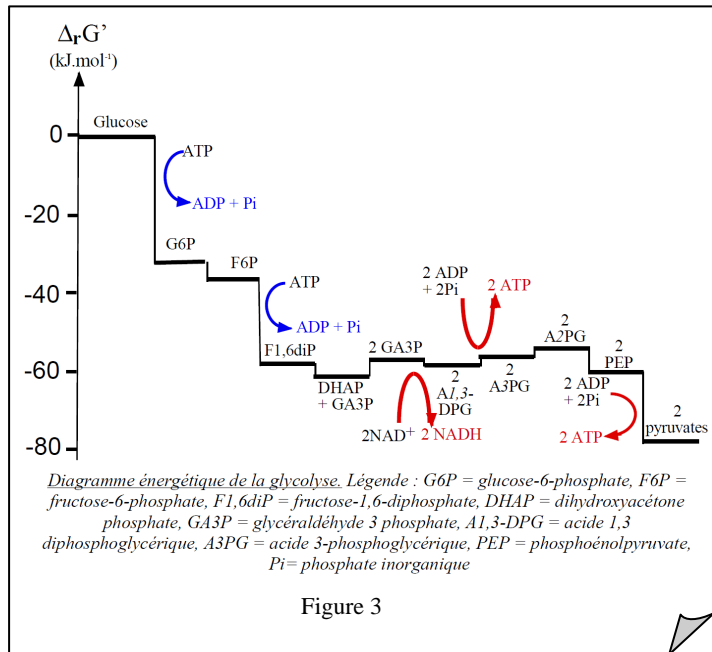 ΔrG’
(kJ.mol-1)
0
-20
-40
-60
-80
Glucose
ATP
ADP + Pi
G6P
F6P
ATP
ADP + Pi
F1,6diP
DHAP
+ GA3P
2 GA3P
2NAD+ 2 NADH
2
A1,3-
DPG
2 ADP
+ 2Pi
2 ATP
2
A3PG
2
A2PG
2
PEP
2 ADP
+ 2Pi
2 ATP
2
pyruvates
Diagramme énergétique de la glycolyse. Légende : G6P = glucose-6-phosphate, F6P =
fructose-6-phosphate, F1,6diP = fructose-1,6-diphosphate, DHAP = dihydroxyacétone
phosphate, GA3P = glycéraldéhyde 3 phosphate, A1,3-DPG = acide 1,3
diphosphoglycérique, A3PG = acide 3-phosphoglycérique, PEP = phosphoénolpyruvate,
Pi= phosphate inorganique
Figure 3